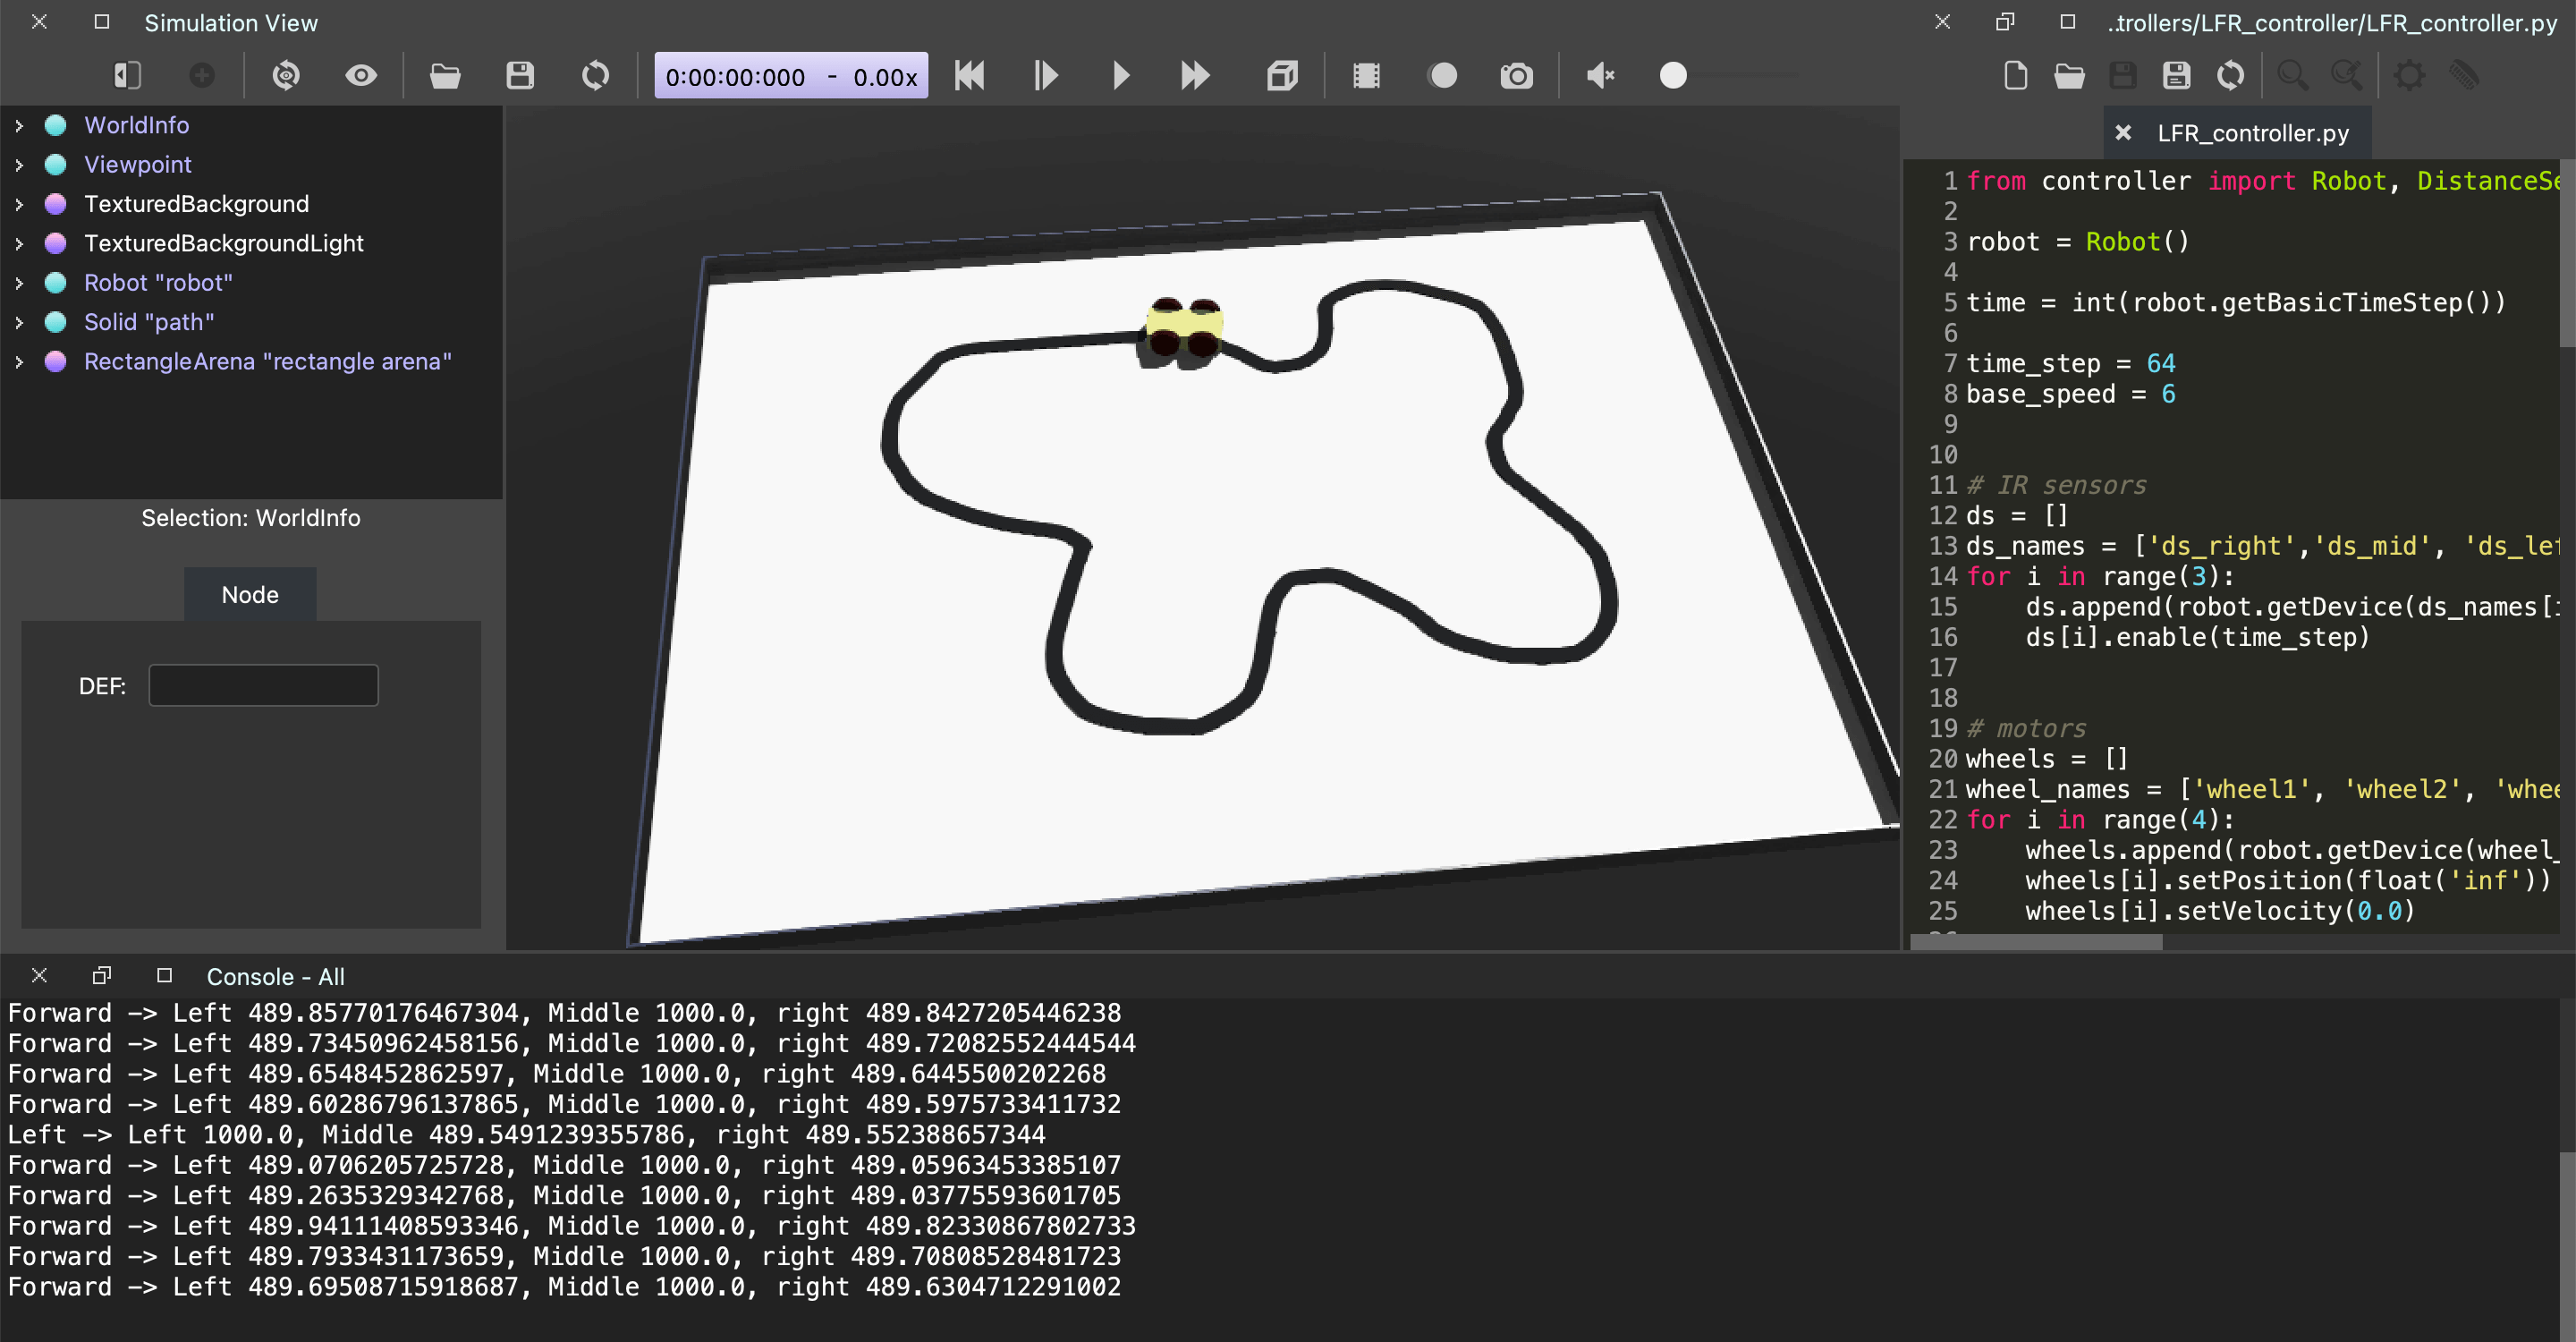 Simulation View
0:00:00:000 - 0.00x
WorldInfo
Viewpoint
TexturedBackground
TexturedBackgroundLight
Robot "robot"
Solid "path"
RectangleArena "rectangle arena"
Selection: WorldInfo
Node
DEF:
..trollers/LFR_controller/LFR_controller.py
LFR_controller.py
1 from controller import Robot, DistanceSe
2
3 robot = Robot()
4
5 time = int(robot.getBasicTimeStep())
6
7 time_step = 64
8 base_speed = 6
9
10
11 # IR sensors
12 ds = []
13 ds_names = ['ds_right','ds_mid', 'ds_lef
14 for i in range(3):
15 ds.append(robot.getDevice(ds_names[i
16 ds[i].enable(time_step)
17
18
19 # motors
20 wheels = []
21 wheel_names = ['wheel1', 'wheel2', 'whee
22 for i in range(4):
23 wheels.append(robot.getDevice(wheel_
24 wheels[i].setPosition(float('inf'))
25 wheels[i].setVelocity(0.0)
Console - All
Forward -> Left 489.85770176467304, Middle 1000.0, right 489.8427205446238
Forward -> Left 489.73450962458156, Middle 1000.0, right 489.72082552444544
Forward -> Left 489.6548452862597, Middle 1000.0, right 489.6445500202268
Forward -> Left 489.60286796137865, Middle 1000.0, right 489.5975733411732
Left -> Left 1000.0, Middle 489.5491239355786, right 489.552388657344
Forward -> Left 489.0706205725728, Middle 1000.0, right 489.05963453385107
Forward -> Left 489.2635329342768, Middle 1000.0, right 489.03775593601705
Forward -> Left 489.94111408593346, Middle 1000.0, right 489.82330867802733
Forward -> Left 489.7933431173659, Middle 1000.0, right 489.70808528481723
Forward -> Left 489.69508715918687, Middle 1000.0, right 489.6304712291002